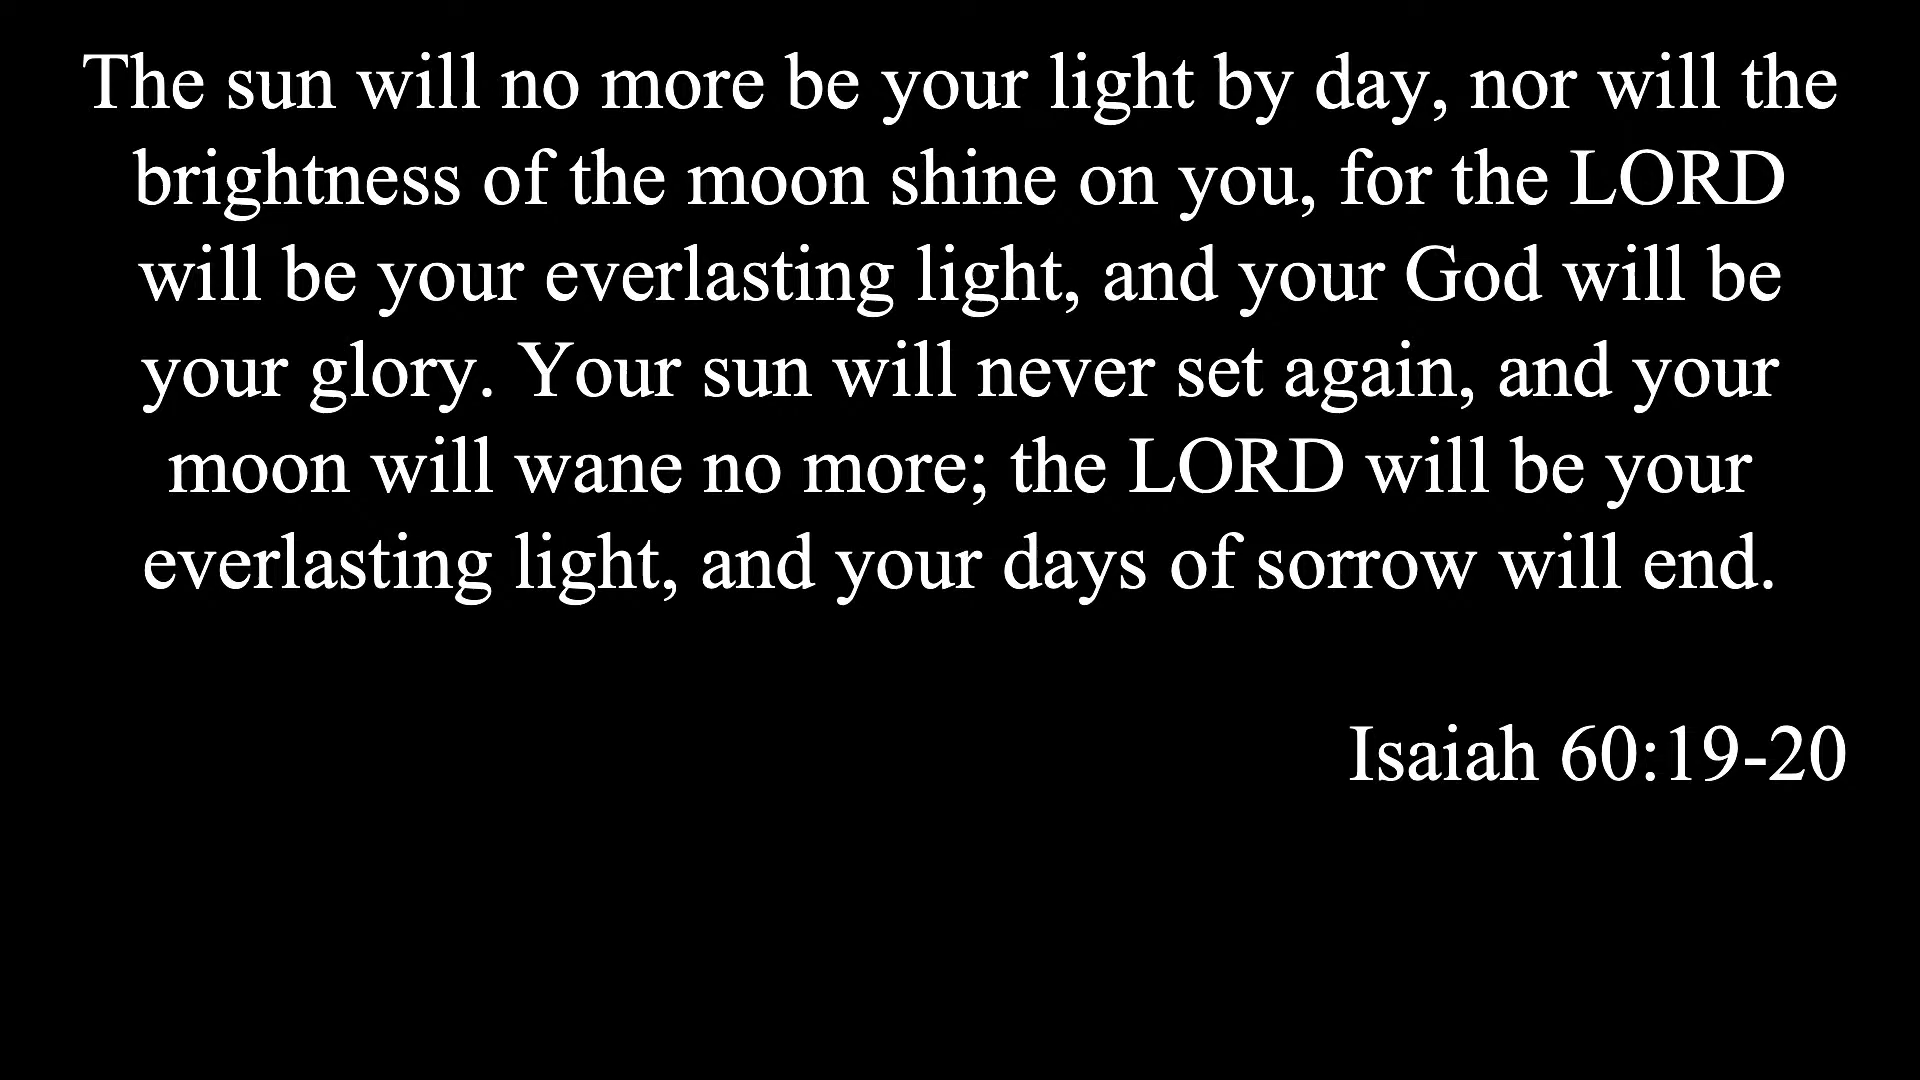 The sun will no more be your light by day, nor will the
brightness of the moon shine on you, for the LORD
will be your everlasting light, and your God will be
your glory. Your sun will never set again, and your
moon will wane no more; the LORD will be your
everlasting light, and your days of sorrow will end.
Isaiah 60:19-20